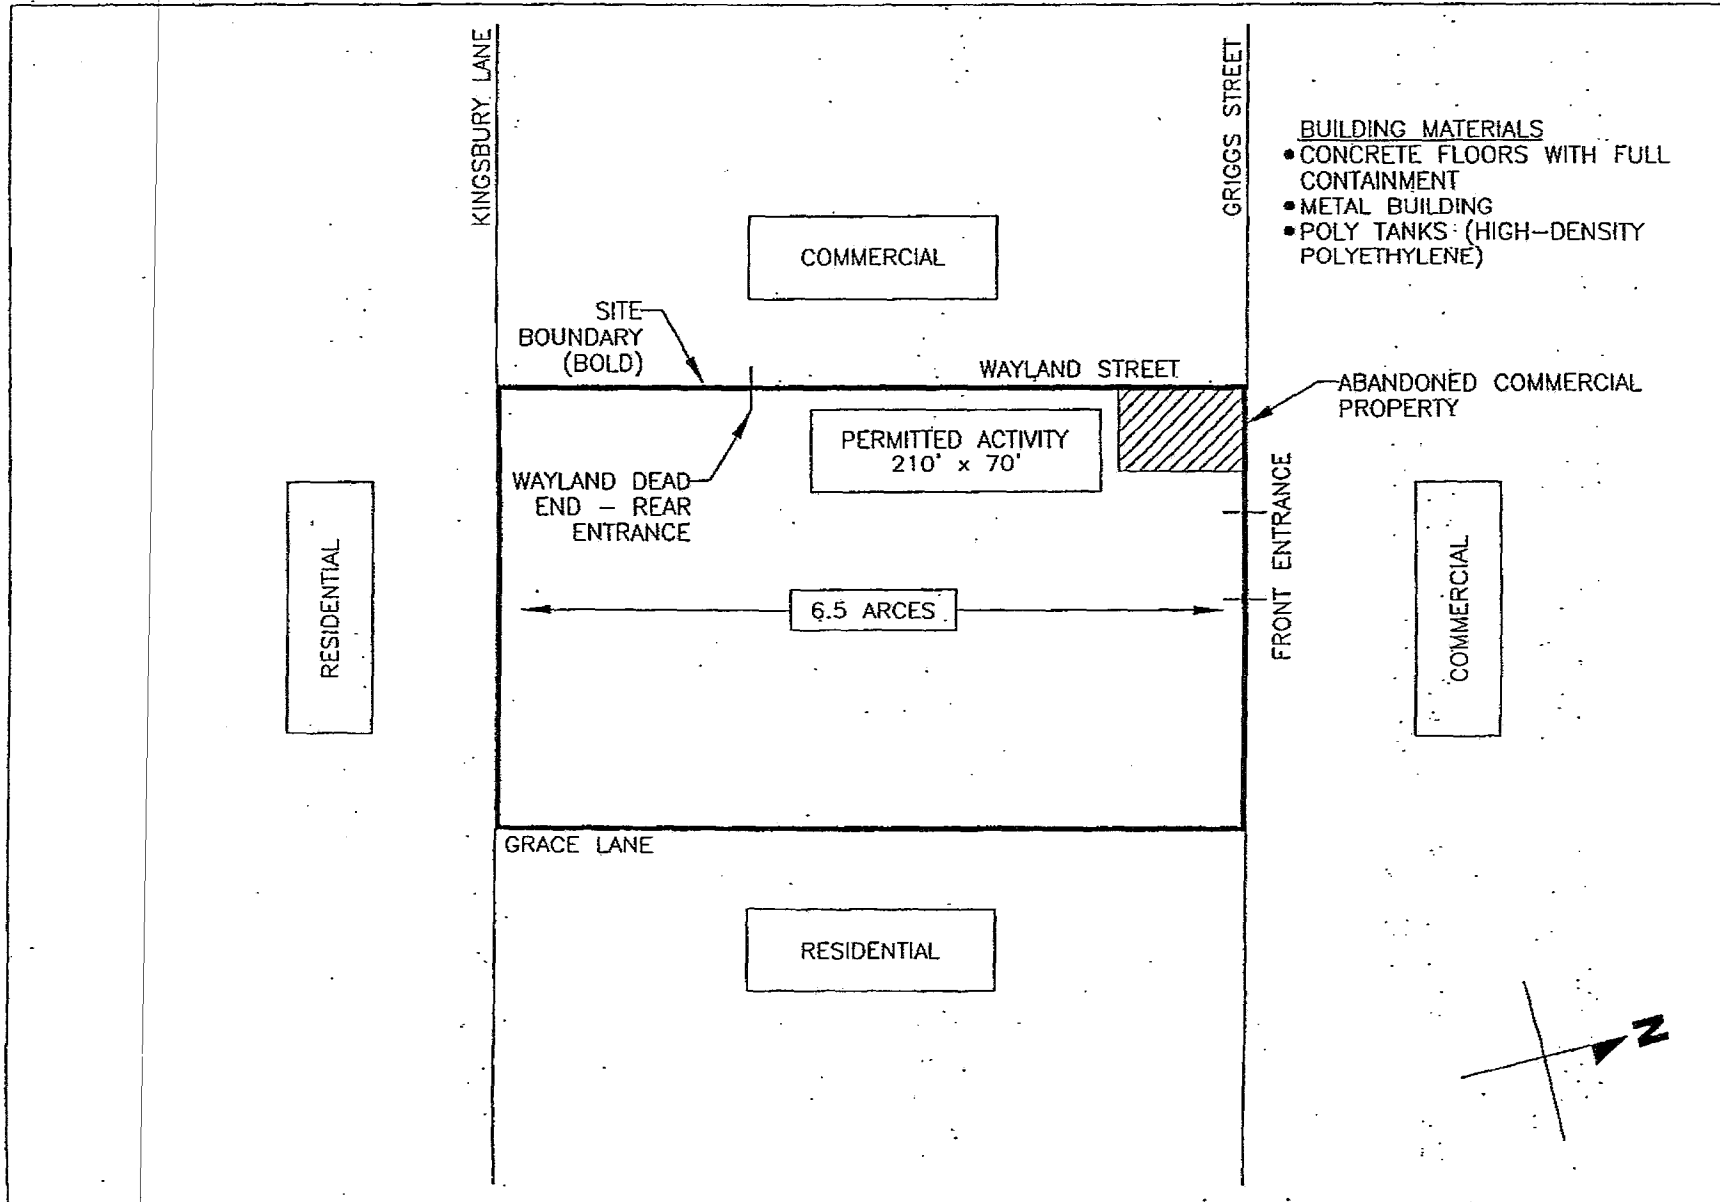 KINGSBURY LANE
GRIGGS STREET
BUILDING MATERIALS
• CONCRETE FLOORS WITH FULL
CONTAINMENT
• METAL BUILDING
• POLY TANKS (HIGH-DENSITY
POLYETHYLENE)
COMMERCIAL
SITE
BOUNDARY
(BOLD)
WAYLAND STREET
ABANDONED COMMERCIAL
PROPERTY
PERMITTED ACTIVITY
210' x 70'
WAYLAND DEAD
END - REAR
ENTRANCE
FRONT ENTRANCE
RESIDENTIAL
6.5 ARCES
COMMERCIAL
GRACE LANE
RESIDENTIAL
N